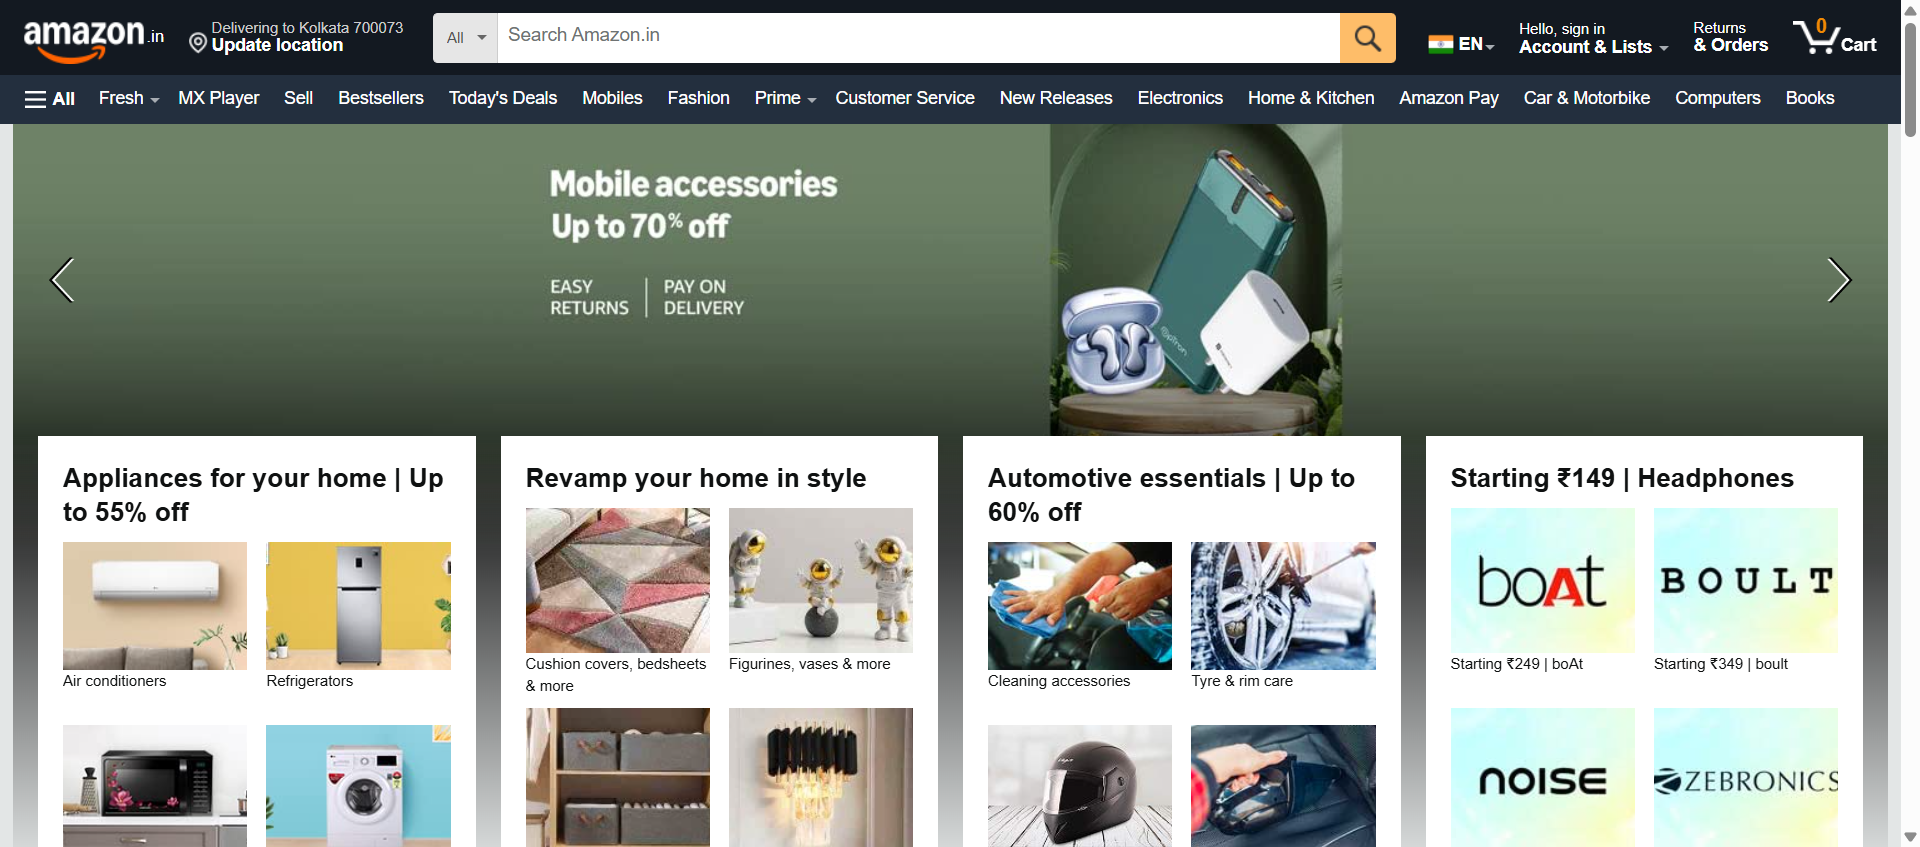 amazon.in
Delivering to Kolkata 700073
Update location
All
Search Amazon.in
EN
Hello, sign in
Account & Lists
Returns
& Orders
0
Cart
All
Fresh
MX Player
Sell
Bestsellers
Today's Deals
Mobiles
Fashion
Prime
Customer Service
New Releases
Electronics
Home & Kitchen
Amazon Pay
Car & Motorbike
Computers
Books
Mobile accessories
Up to 70% off
EASY
RETURNS
PAY ON
DELIVERY
Appliances for your home | Up
to 55% off
Air conditioners
Refrigerators
Revamp your home in style
Cushion covers, bedsheets
& more
Figurines, vases & more
Automotive essentials | Up to
60% off
Cleaning accessories
Tyre & rim care
Starting ₹149 | Headphones
boAt
BOULT
Starting ₹249 | boAt
Starting ₹349 | boult
NOISE
ZEBRONICS